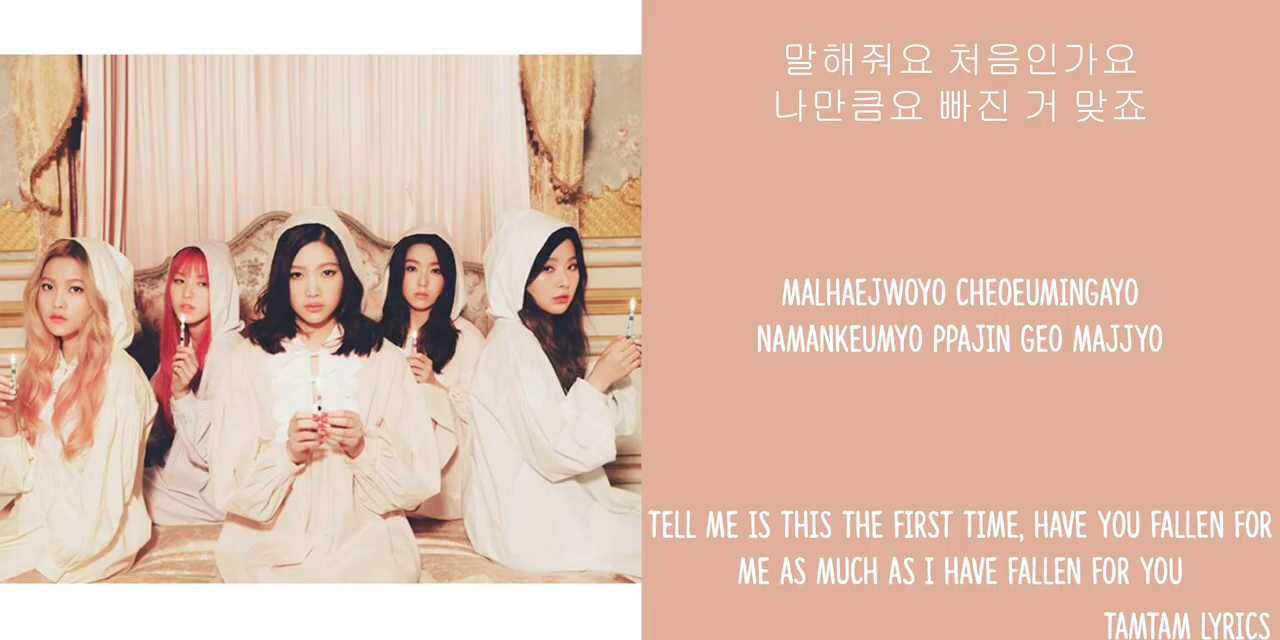 말해줘요 처음인가요
나만큼요 빠진 거 맞죠
MALHAEJWOYO CHEOEUMINGAYO
NAMANKEUMYO PPAJIN GEO MAJJYO
TELL ME IS THIS THE FIRST TIME, HAVE YOU FALLEN FOR
ME AS MUCH AS I HAVE FALLEN FOR YOU
TAMTAM LYRICS